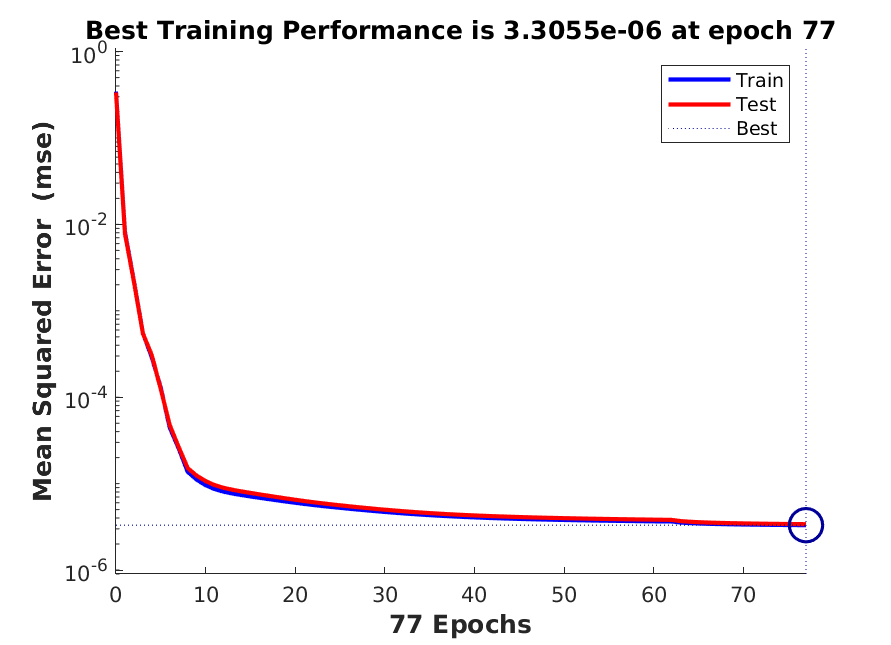 Best Training Performance is 3.3055e-06 at epoch 77
Train
Test
Best
Mean Squared Error  (mse)
10^0
10^-2
10^-4
10^-6
0 10 20 30 40 50 60 70
77 Epochs